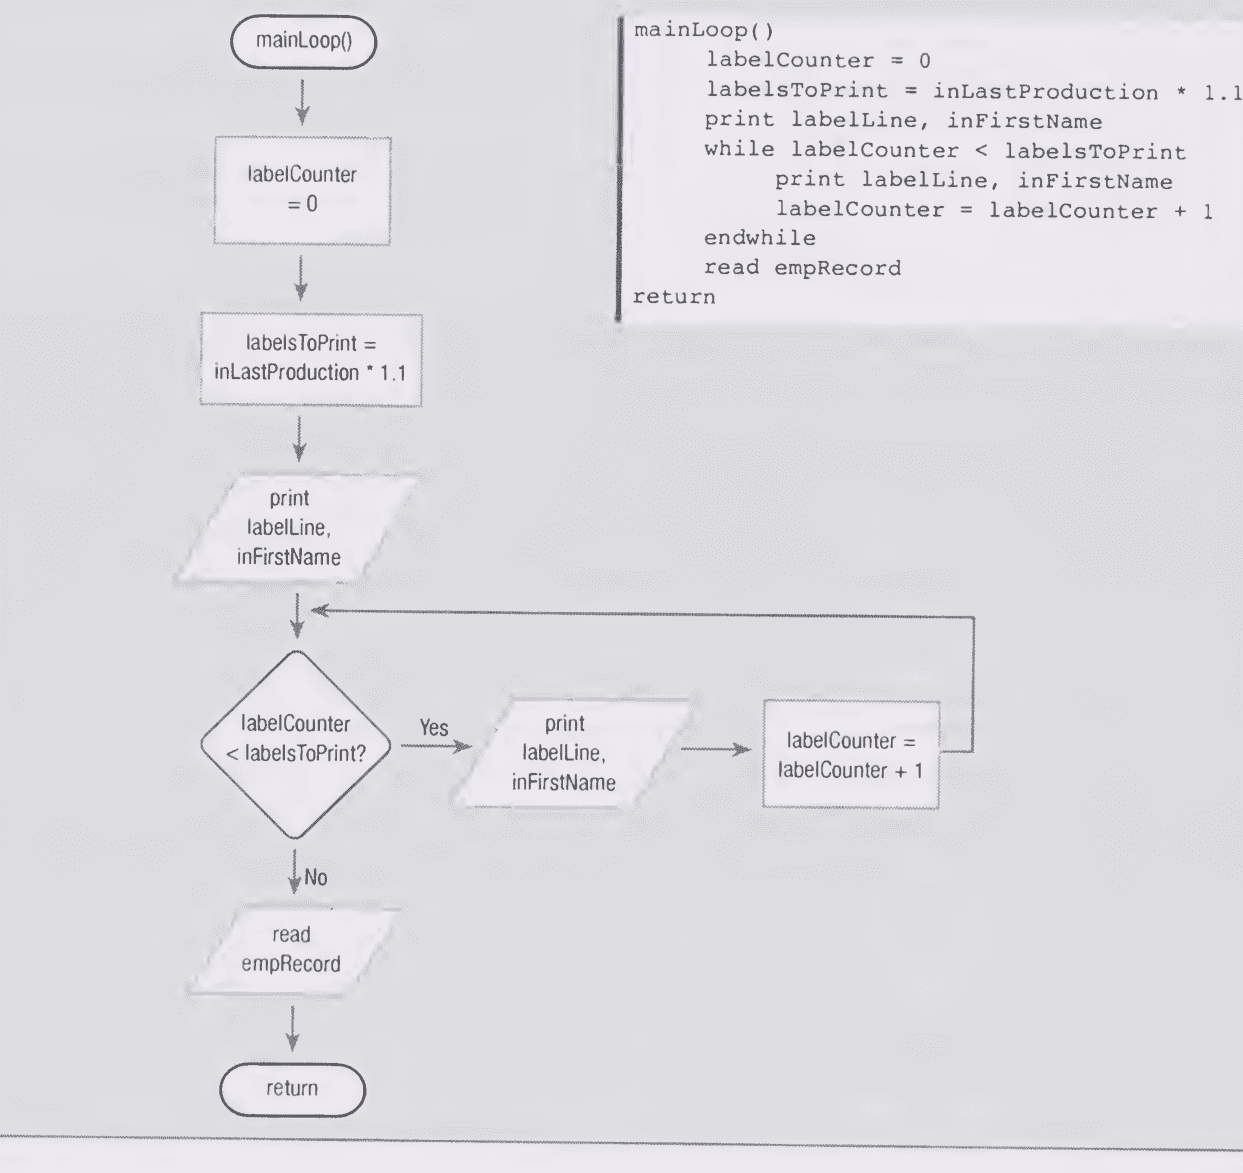 mainLoop()
labelCounter
= 0
labelsToPrint =
inLastProduction * 1.1
print
labelLine,
inFirstName
labelCounter
< labelsToPrint?
Yes
print
labelLine,
inFirstName
labelCounter =
labelCounter + 1
No
read
empRecord
return
mainLoop()
labelCounter = 0
labelsToPrint = inLastProduction * 1.1
print labelLine, inFirstName
while labelCounter < labelsToPrint
print labelLine, inFirstName
labelCounter = labelCounter + 1
endwhile
read empRecord
return